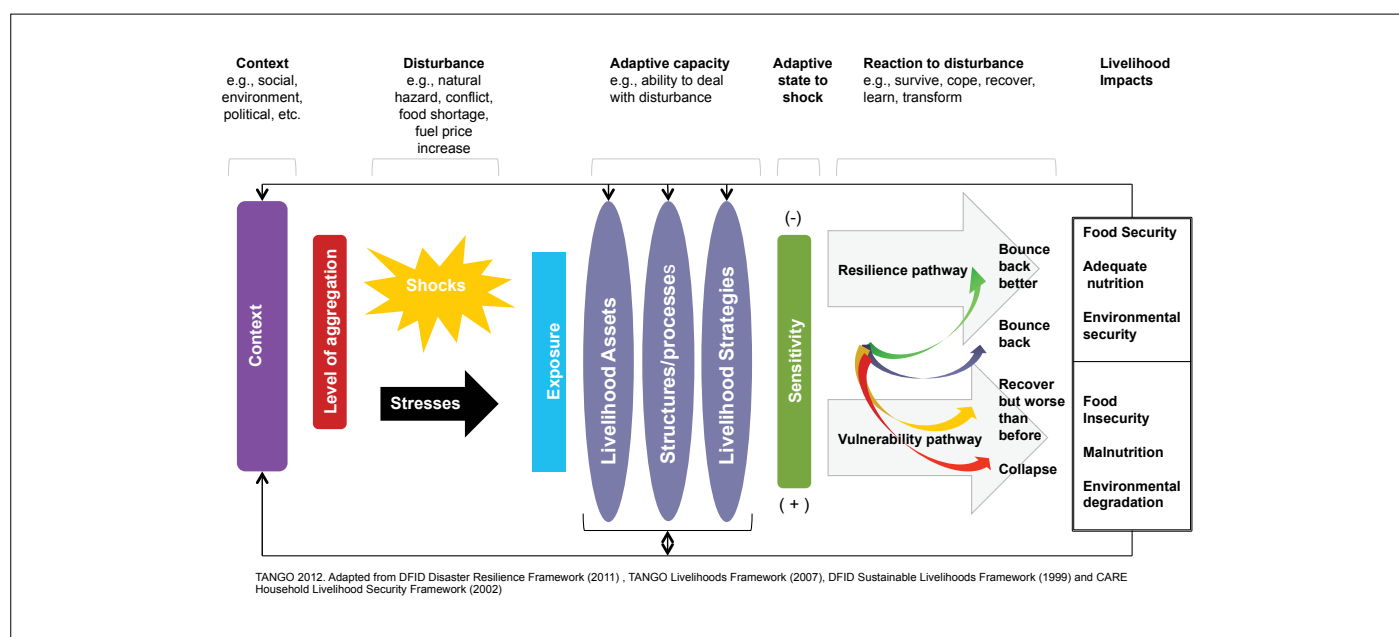 Context
e.g., social,
environment,
political, etc.
Disturbance
e.g., natural
hazard, conflict,
food shortage,
fuel price
increase
Adaptive capacity
e.g., ability to deal
with disturbance
Adaptive
state to
shock
Reaction to disturbance
e.g., survive, cope, recover,
learn, transform
Livelihood
Impacts
Context
Level of aggregation
Shocks
Stresses
Exposure
Livelihood Assets
Structures/processes
Livelihood Strategies
(-)
Sensitivity
( + )
Resilience pathway
Bounce
back
better
Bounce
back
Recover
but worse
than
before
Vulnerability pathway
Collapse
Food Security
Adequate
nutrition
Environmental
security
Food
Insecurity
Malnutrition
Environmental
degradation
TANGO 2012. Adapted from DFID Disaster Resilience Framework (2011) , TANGO Livelihoods Framework (2007), DFID Sustainable Livelihoods Framework (1999) and CARE
Household Livelihood Security Framework (2002)